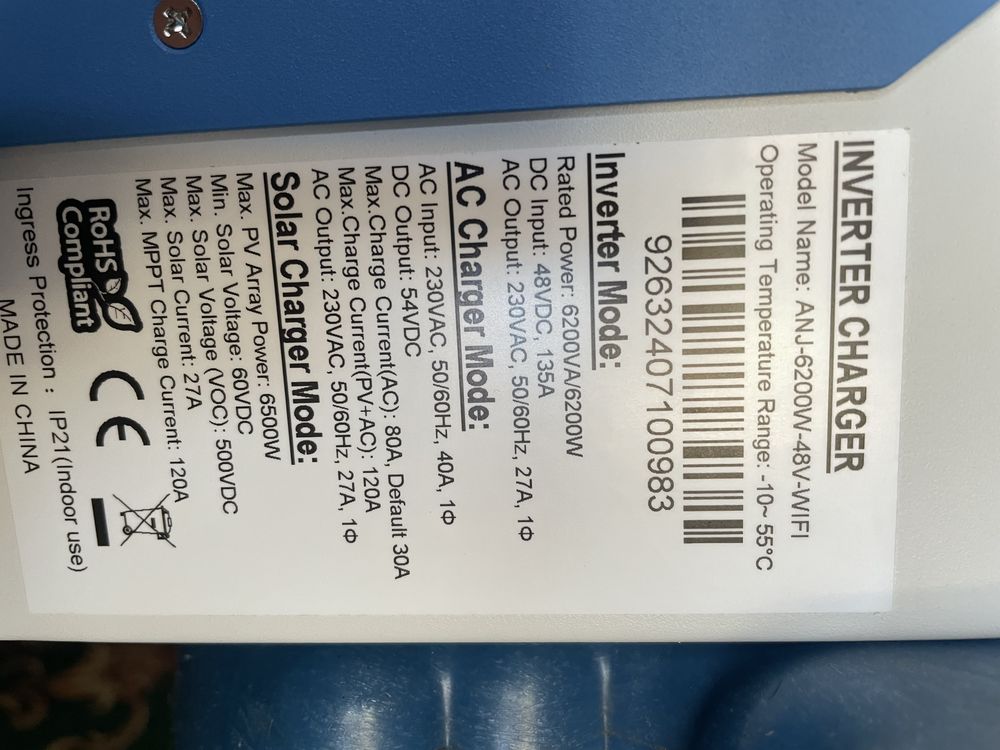 INVERTER CHARGER
Model Name: ANJ-6200W-48V-WIFI
Operating Temperature Range: -10~ 55°C
92632407100983
Inverter Mode:
Rated Power: 6200VA/6200W
DC Input: 48VDC, 135A
AC Output: 230VAC, 50/60Hz, 27A, 1Φ
AC Charger Mode:
AC Input: 230VAC, 50/60Hz, 40A, 1Φ
DC Output: 54VDC
Max.Charge Current(AC): 80A, Default 30A
Max.Charge Current(PV+AC): 120A
AC Output: 230VAC, 50/60Hz, 27A, 1Φ
Solar Charger Mode:
Max. PV Array Power: 6500W
Min. Solar Voltage: 60VDC
Max. Solar Voltage (VOC): 500VDC
Max. Solar Current: 27A
Max. MPPT Charge Current: 120A
RoHS
Compliant
CE
Ingress Protection : IP21(Indoor use)
MADE IN CHINA